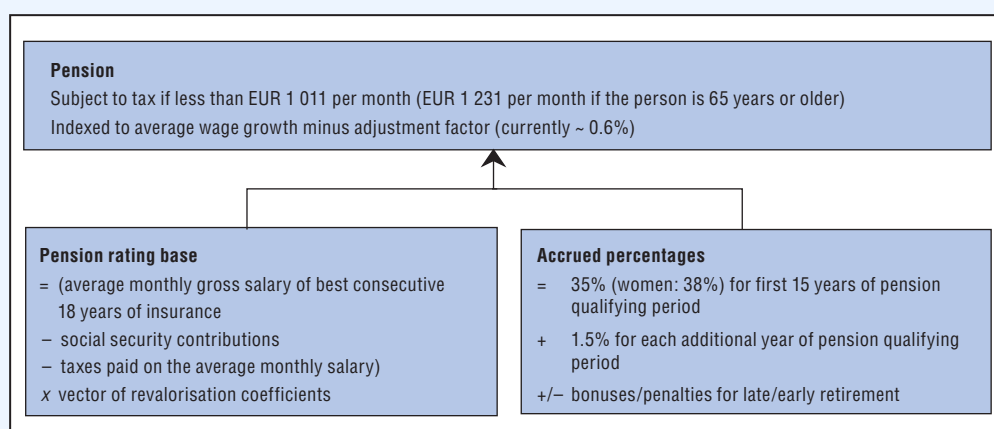 Pension
Subject to tax if less than EUR 1 011 per month (EUR 1 231 per month if the person is 65 years or older)
Indexed to average wage growth minus adjustment factor (currently ~ 0.6%)
Pension rating base
= (average monthly gross salary of best consecutive
18 years of insurance
– social security contributions
– taxes paid on the average monthly salary)
x vector of revalorisation coefficients
Accrued percentages
= 35% (women: 38%) for first 15 years of pension
qualifying period
+ 1.5% for each additional year of pension qualifying
period
+/– bonuses/penalties for late/early retirement